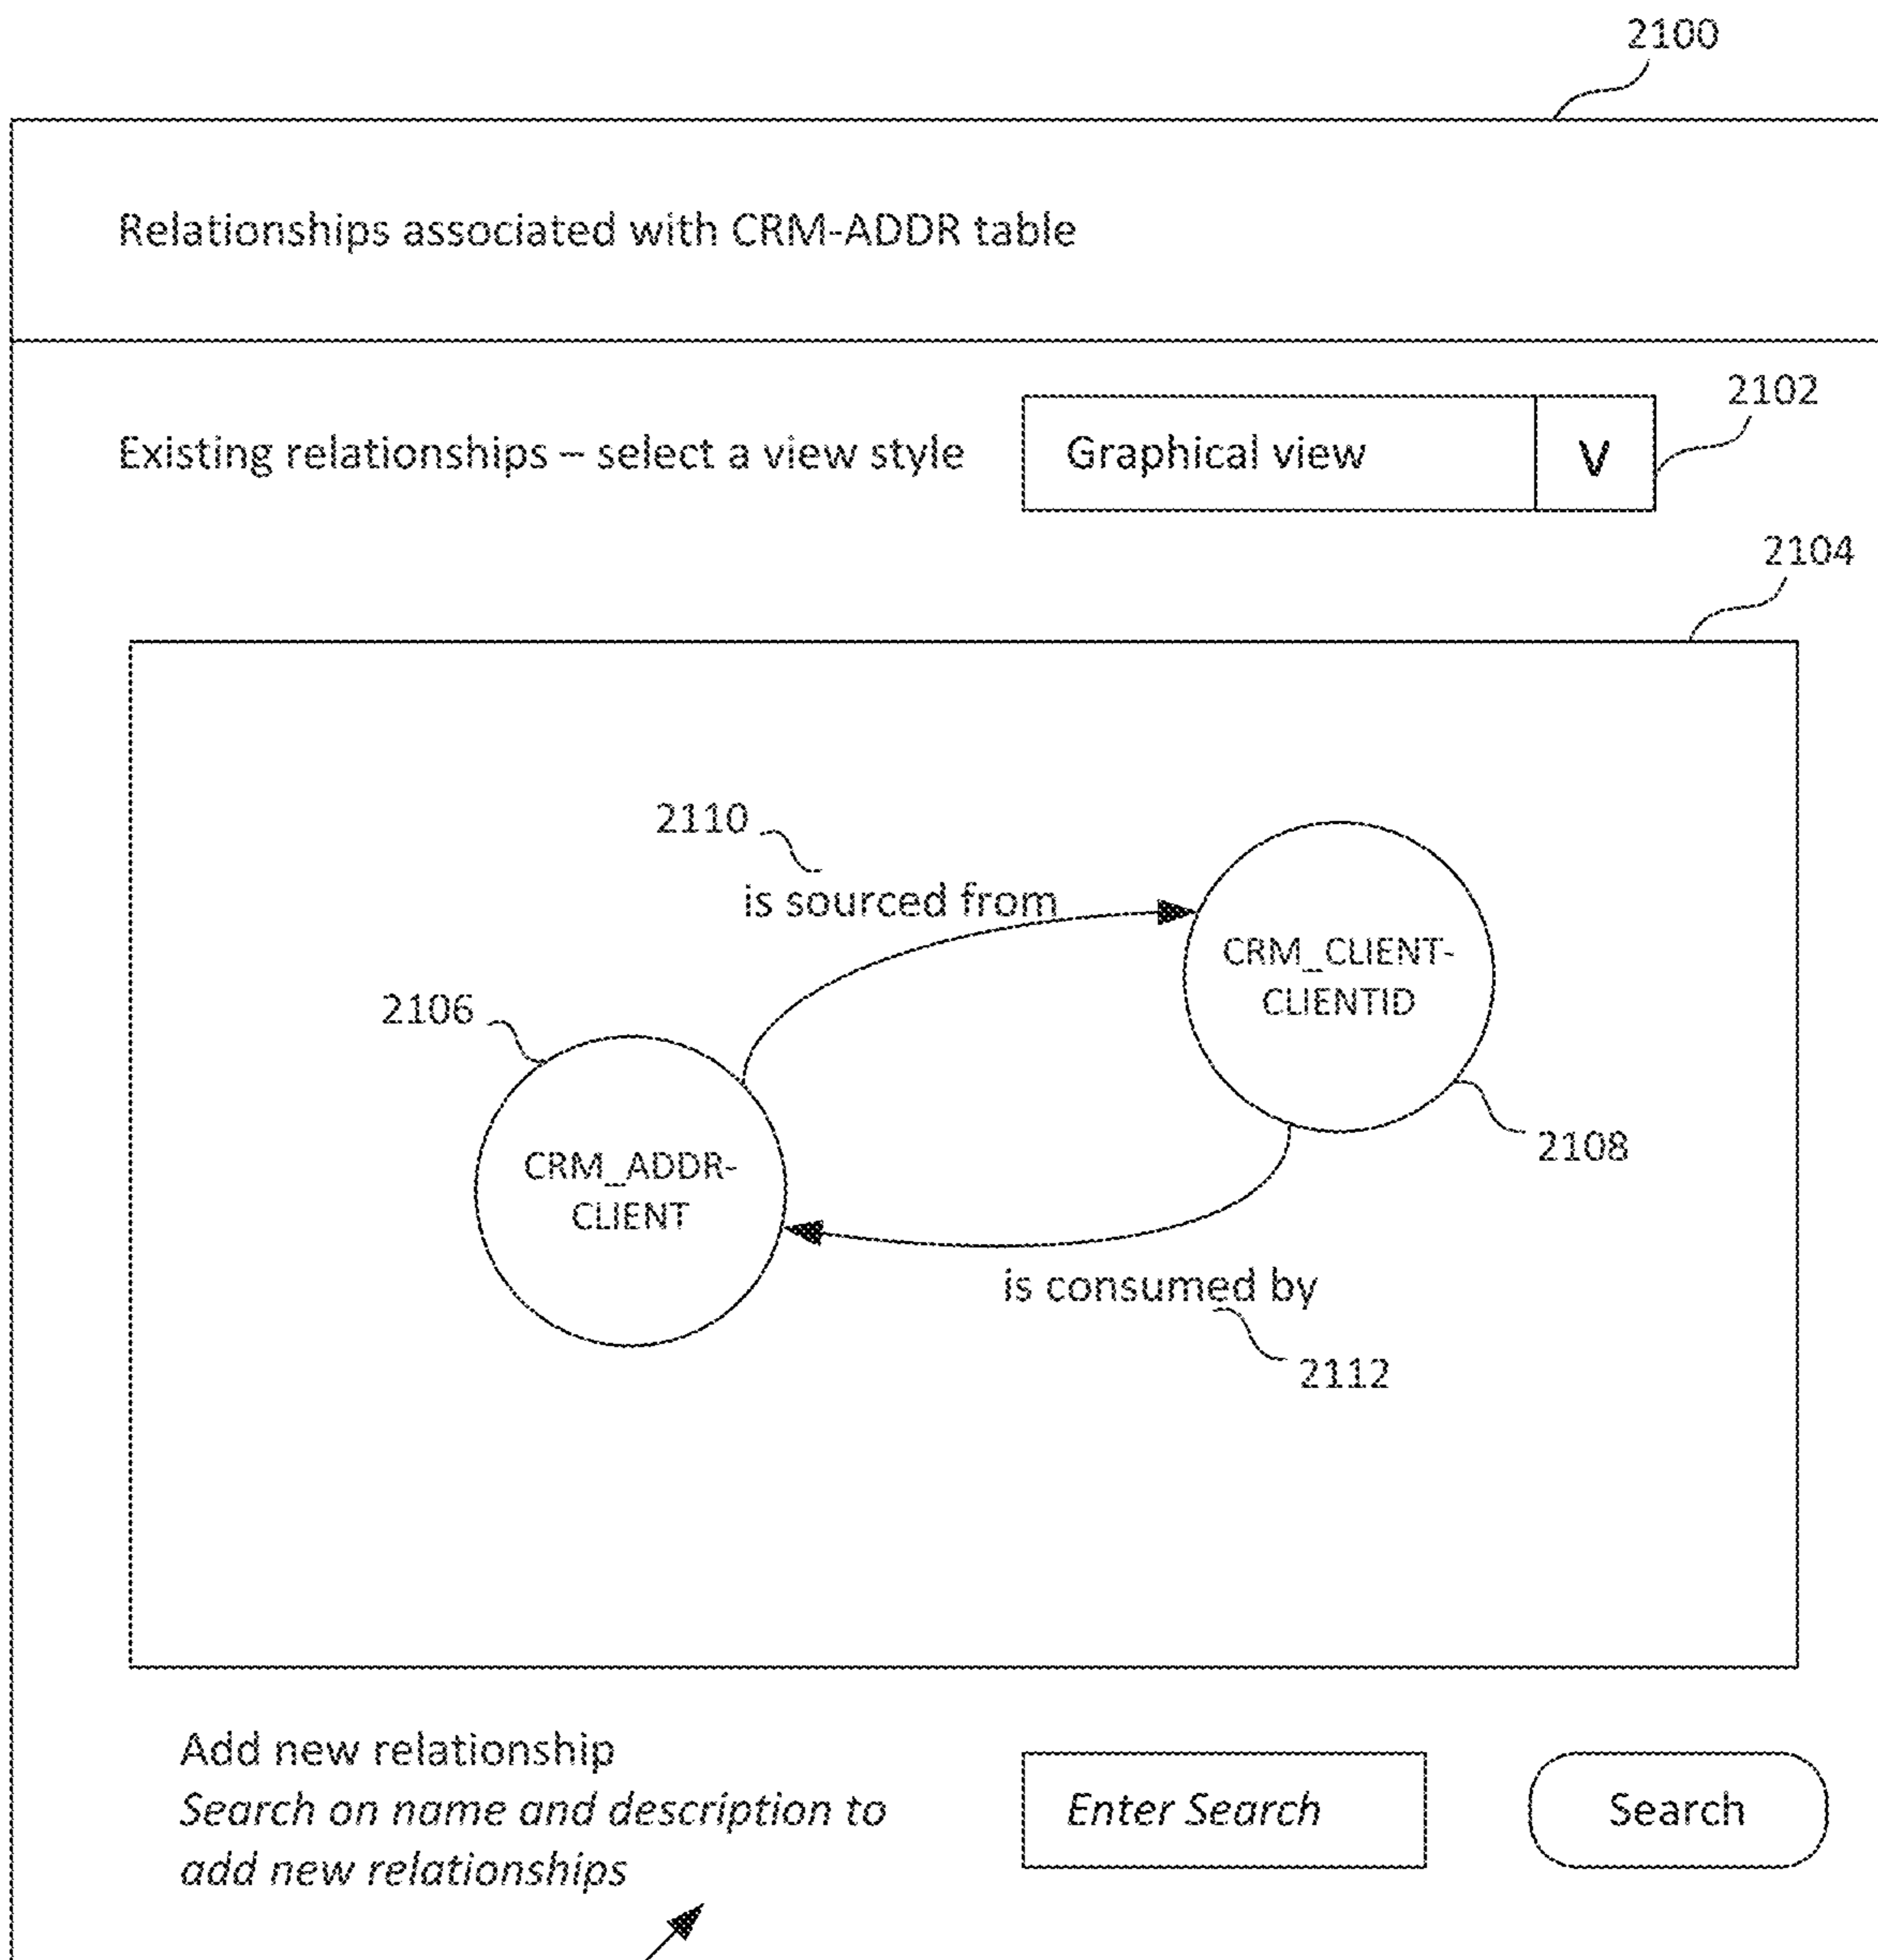 2100
Relationships associated with CRM-ADDR table
2102
Existing relationships – select a view style
Graphical view
V
2104
2110
is sourced from
CRM_CLIENT-
CLIENTID
2106
2108
CRM_ADDR-
CLIENT
is consumed by
2112
Add new relationship
Search on name and description to
add new relationships
Enter Search
Search